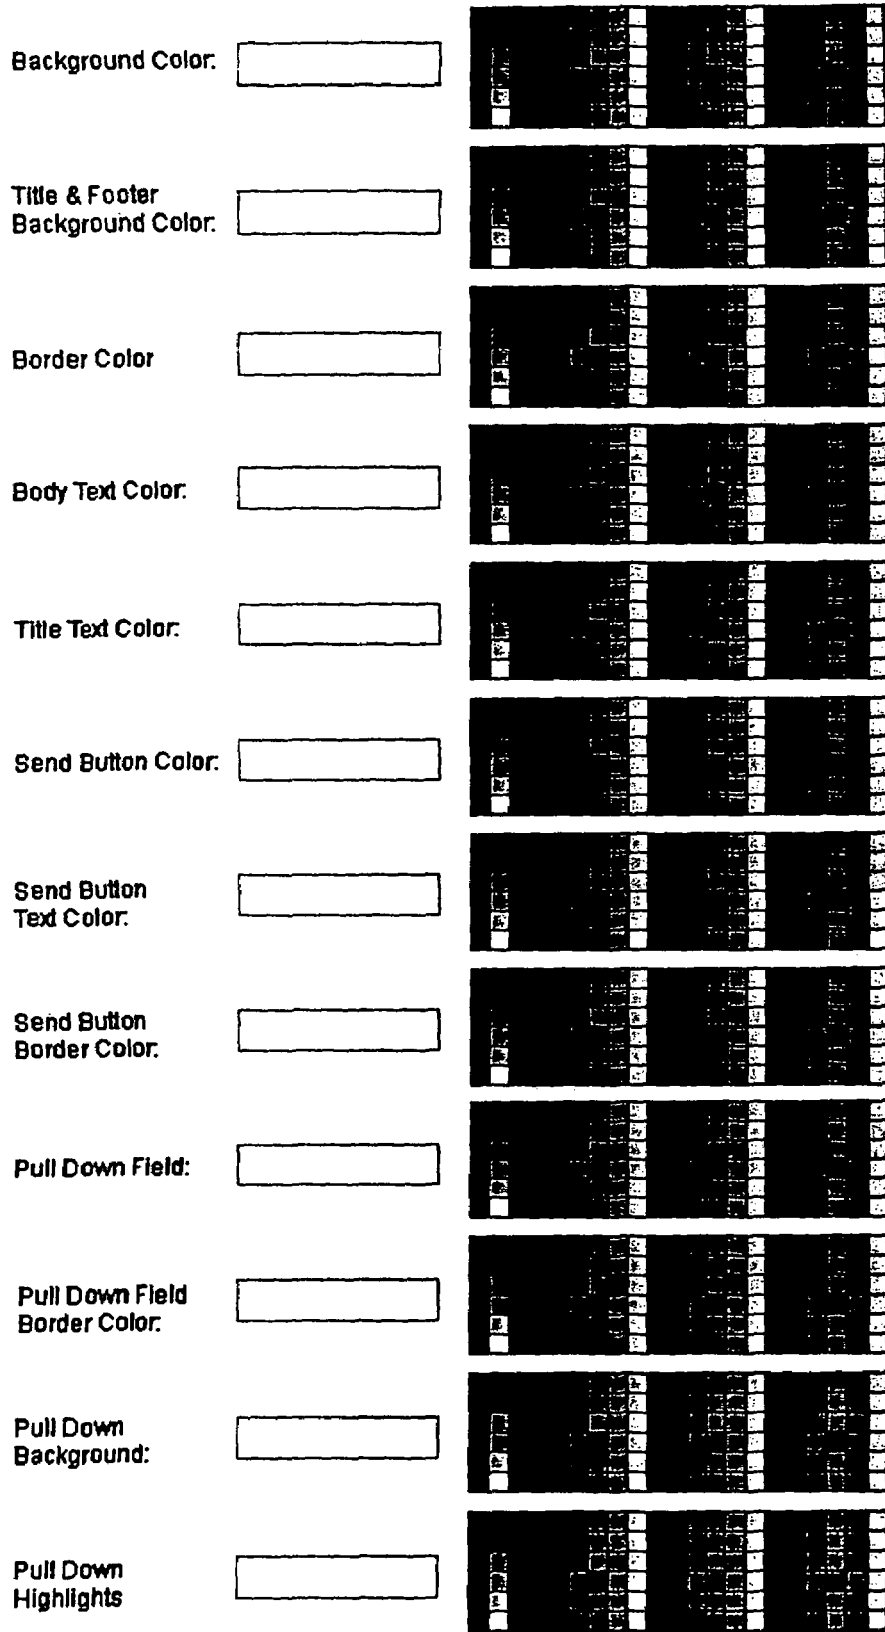 Background Color:
Title & Footer
Background Color:
Border Color
Body Text Color:
Title Text Color:
Send Button Color:
Send Button
Text Color:
Send Button
Border Color:
Pull Down Field:
Pull Down Field
Border Color:
Pull Down
Background:
Pull Down
Highlights